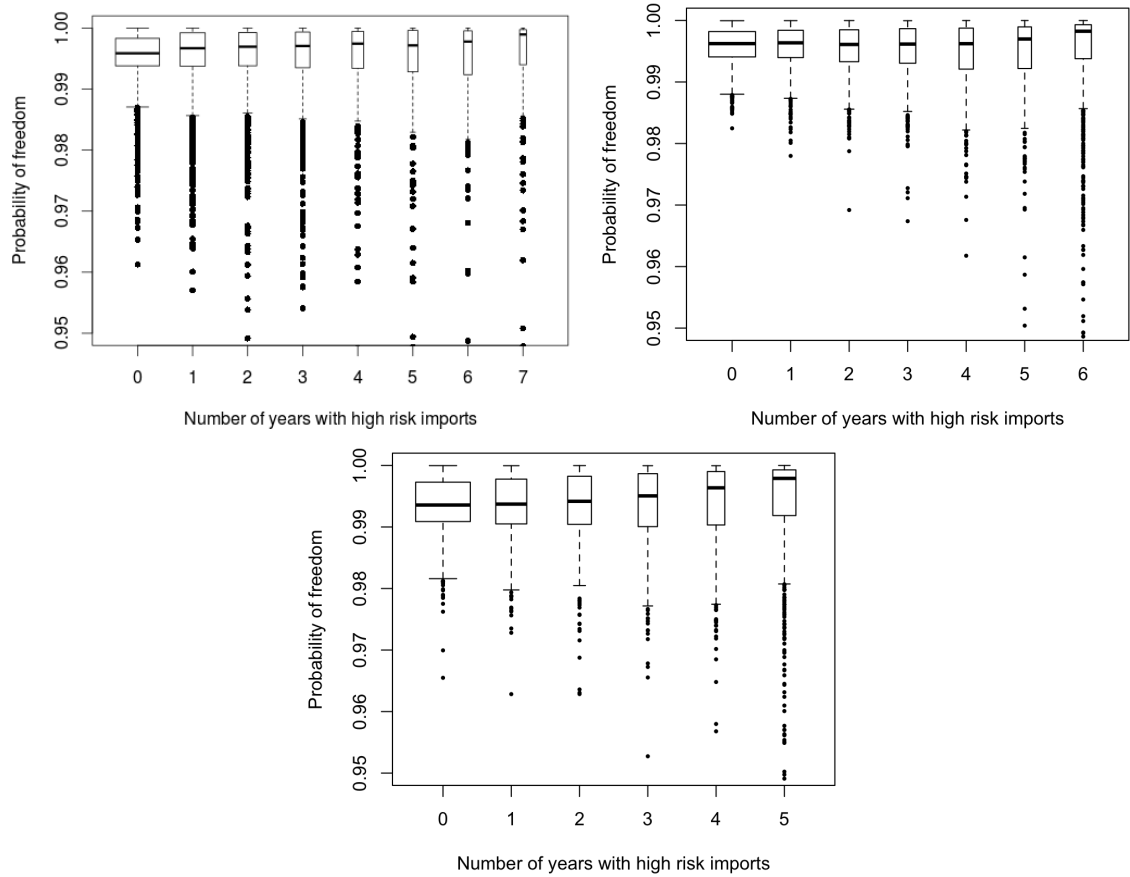 Probability of freedom
1.00
0.99
0.98
0.97
0.96
0.95
0 1 2 3 4 5 6 7
Number of years with high risk imports
Probability of freedom
1.00
0.99
0.98
0.97
0.96
0.95
0 1 2 3 4 5 6
Number of years with high risk imports
Probability of freedom
1.00
0.99
0.98
0.97
0.96
0.95
0 1 2 3 4 5
Number of years with high risk imports